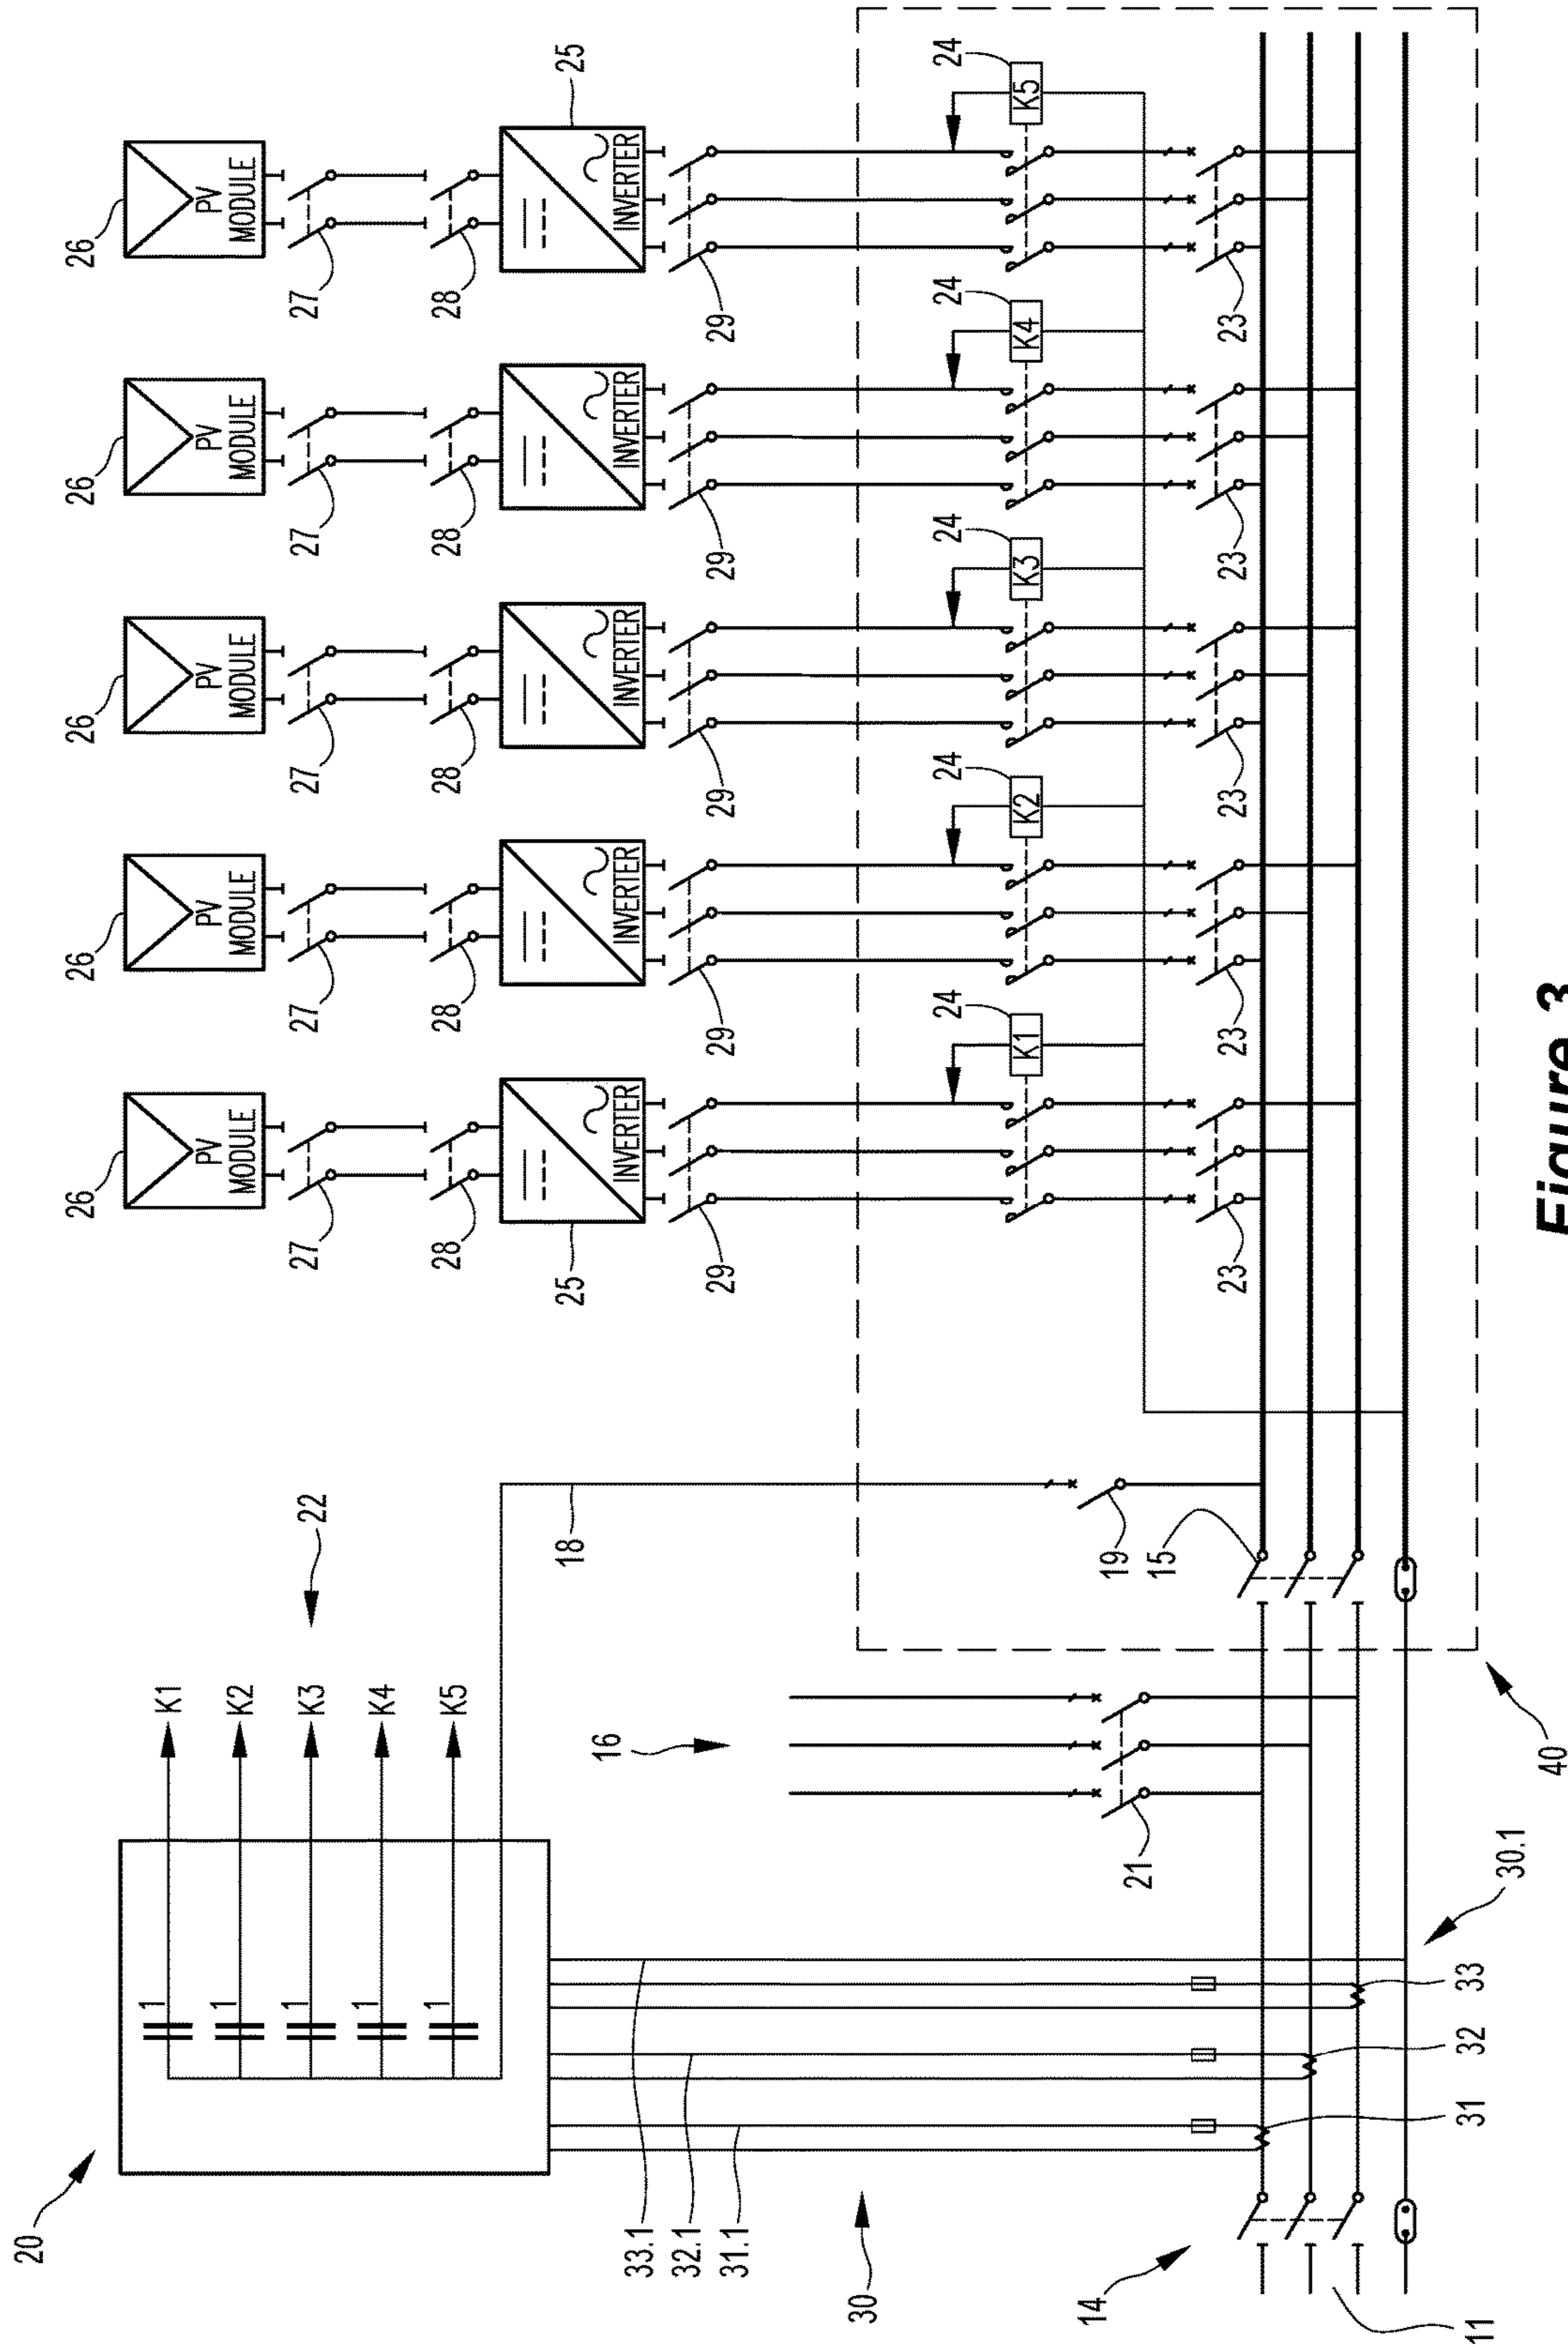 26
26
26
26
26
PV
MODULE
PV
MODULE
PV
MODULE
PV
MODULE
PV
MODULE
27
27
27
27
27
28
28
28
28
28
25
25
INVERTER
INVERTER
INVERTER
INVERTER
INVERTER
29
29
29
29
29
24
24
24
24
24
K1
K2
K3
K4
K5
23
23
23
23
23
20
1
1
1
1
1
K1
K2
K3
K4
K5
22
18
19
15
16
21
40
33.1
32.1
31.1
30
30.1
33
32
31
14
11
Figure 3